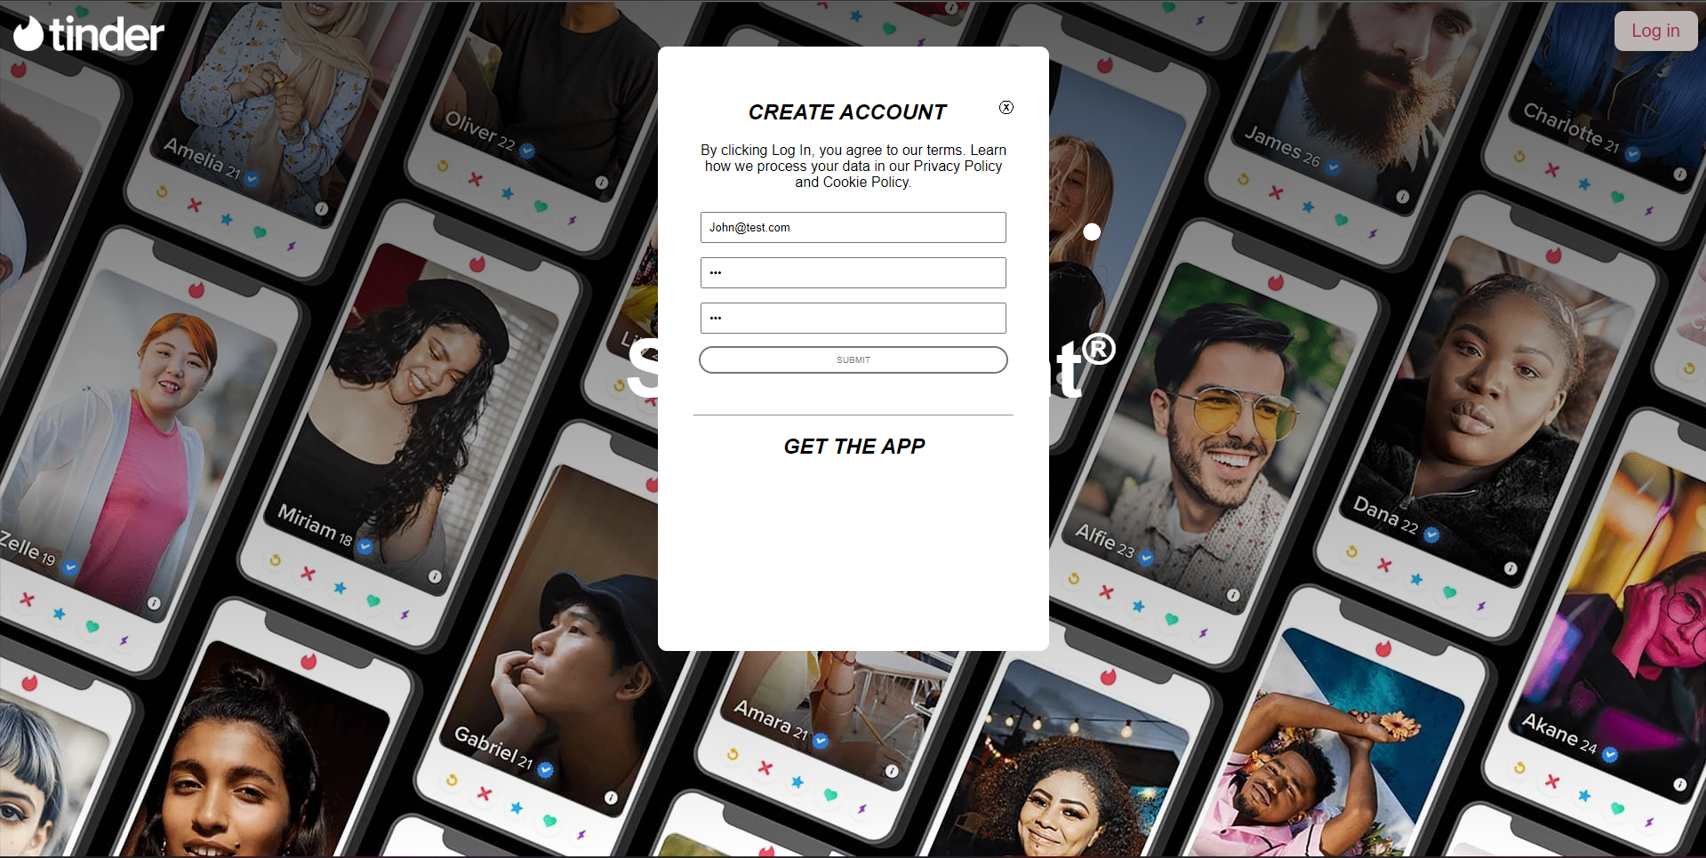 tinder
Log in
Amelia 21
Oliver 22
James 26
Charlotte 21
CREATE ACCOUNT
By clicking Log In, you agree to our terms. Learn
how we process your data in our Privacy Policy
and Cookie Policy.
John@test.com
•••
•••
SUBMIT
GET THE APP
Zelle 19
Miriam 18
Alfie 23
Dana 22
Gabriel 21
Amara 21
Akane 24